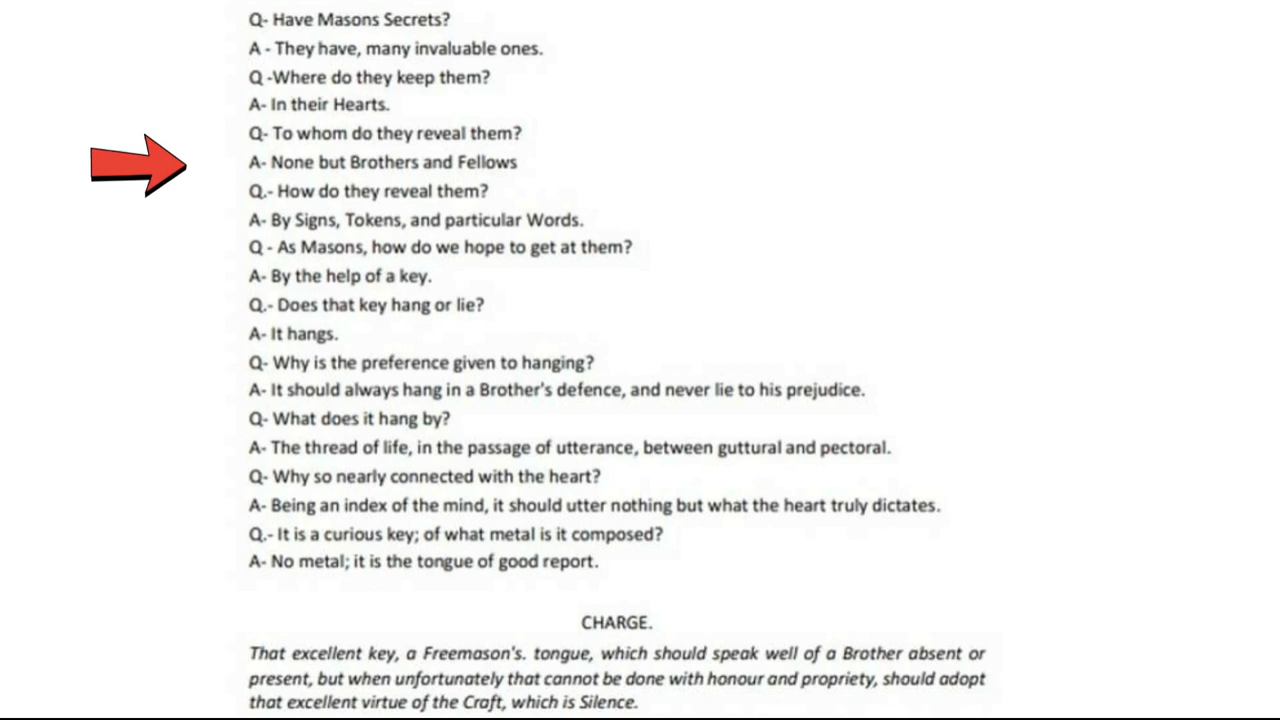 Q- Have Masons Secrets?
A - They have, many invaluable ones.
Q -Where do they keep them?
A- In their Hearts.
Q- To whom do they reveal them?
A- None but Brothers and Fellows
Q.- How do they reveal them?
A- By Signs, Tokens, and particular Words.
Q - As Masons, how do we hope to get at them?
A- By the help of a key.
Q.- Does that key hang or lie?
A- It hangs.
Q- Why is the preference given to hanging?
A- It should always hang in a Brother's defence, and never lie to his prejudice.
Q- What does it hang by?
A- The thread of life, in the passage of utterance, between guttural and pectoral.
Q- Why so nearly connected with the heart?
A- Being an index of the mind, it should utter nothing but what the heart truly dictates.
Q.- It is a curious key; of what metal is it composed?
A- No metal; it is the tongue of good report.
CHARGE.
That excellent key, a Freemason's. tongue, which should speak well of a Brother absent or
present, but when unfortunately that cannot be done with honour and propriety, should adopt
that excellent virtue of the Craft, which is Silence.